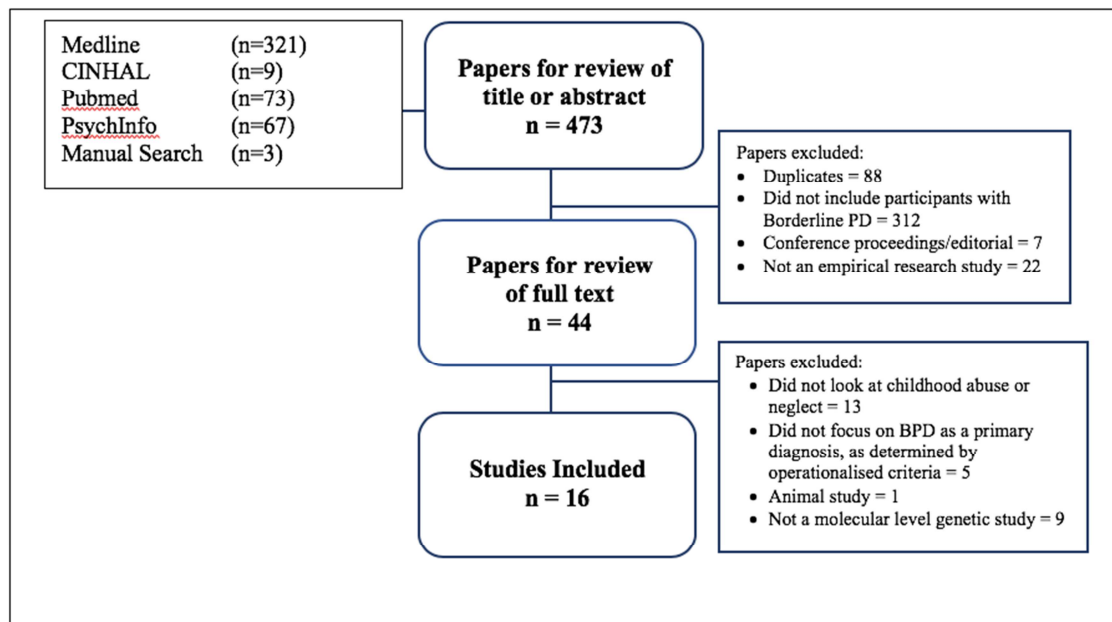 Medline (n=321)
CINHAL (n=9)
Pubmed (n=73)
PsychInfo (n=67)
Manual Search (n=3)
Papers for review of
title or abstract
n = 473
Papers excluded:
• Duplicates = 88
• Did not include participants with
Borderline PD = 312
• Conference proceedings/editorial = 7
• Not an empirical research study = 22
Papers for review
of full text
n = 44
Papers excluded:
• Did not look at childhood abuse or
neglect = 13
• Did not focus on BPD as a primary
diagnosis, as determined by
operationalised criteria = 5
• Animal study = 1
• Not a molecular level genetic study = 9
Studies Included
n = 16